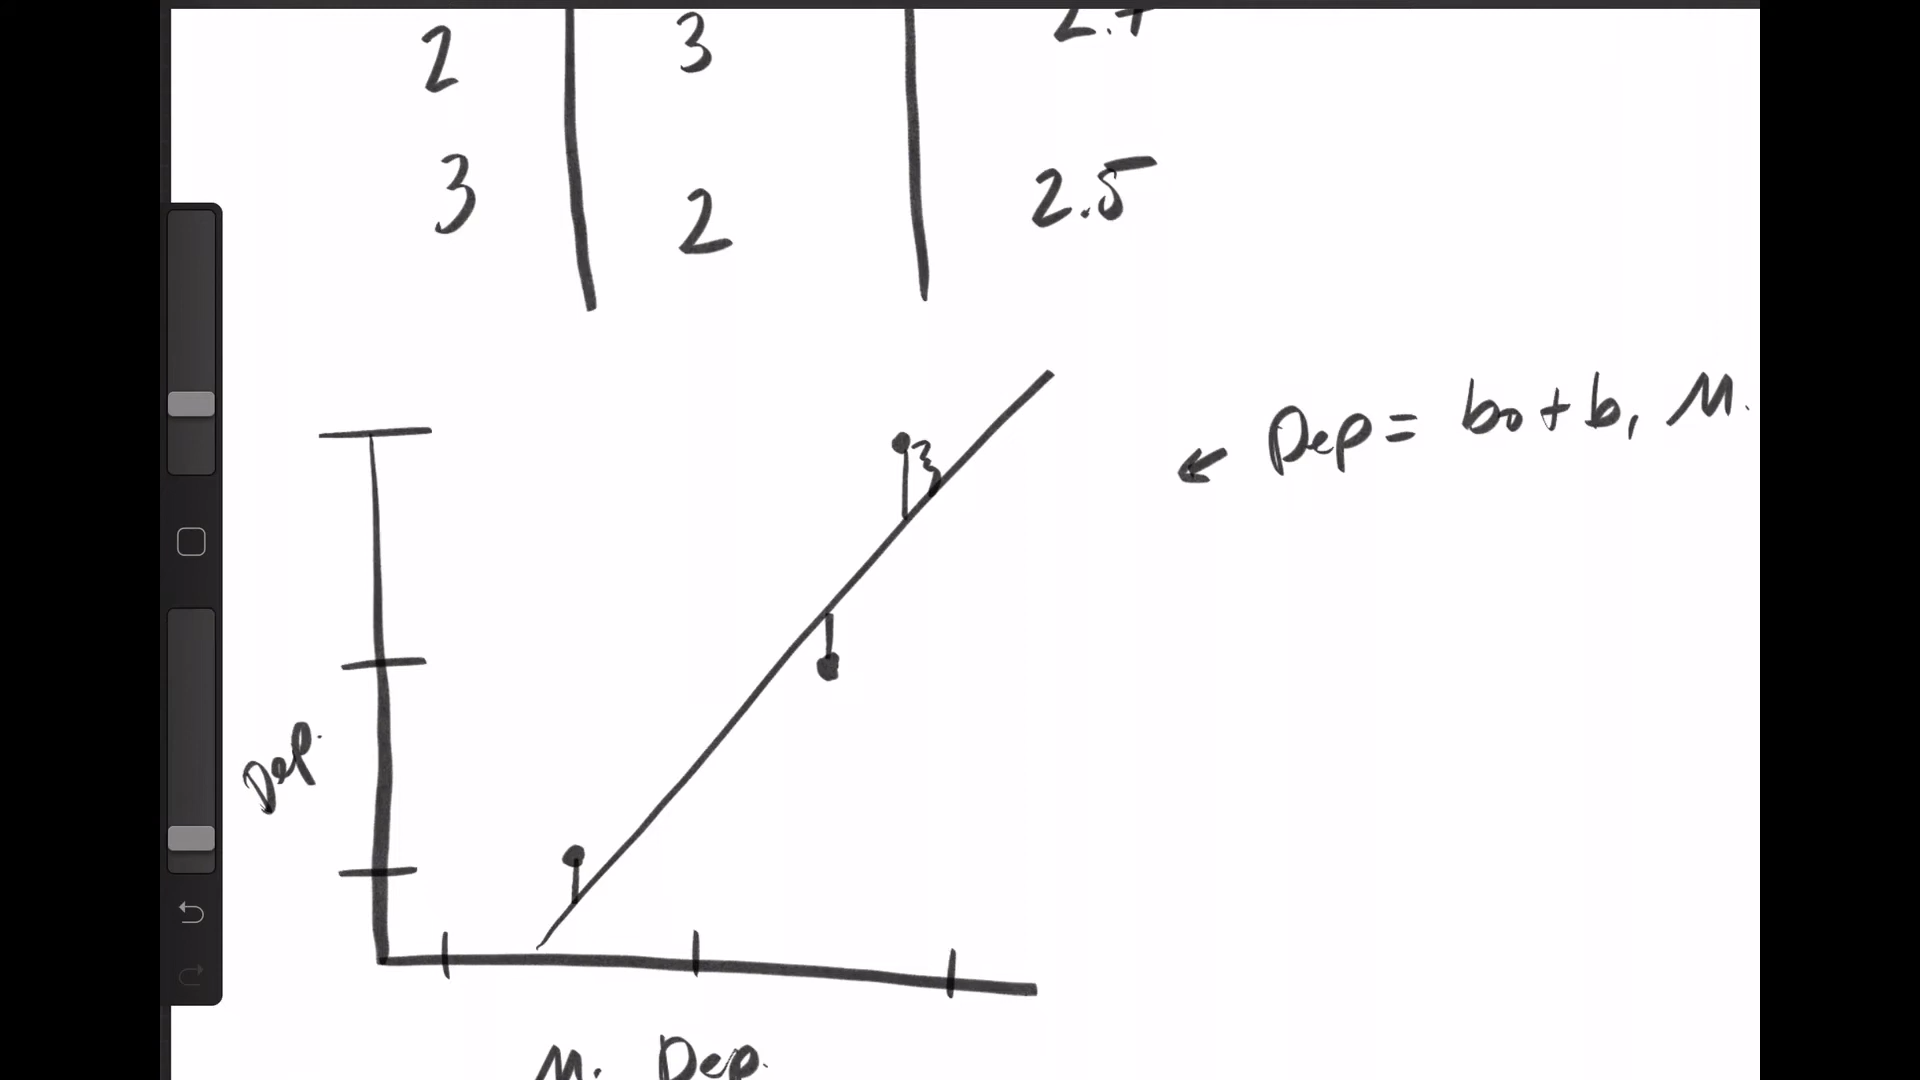 2 3
3 2 2.5
Dep = b0 + b1 M.
Dep.
M. Dep.